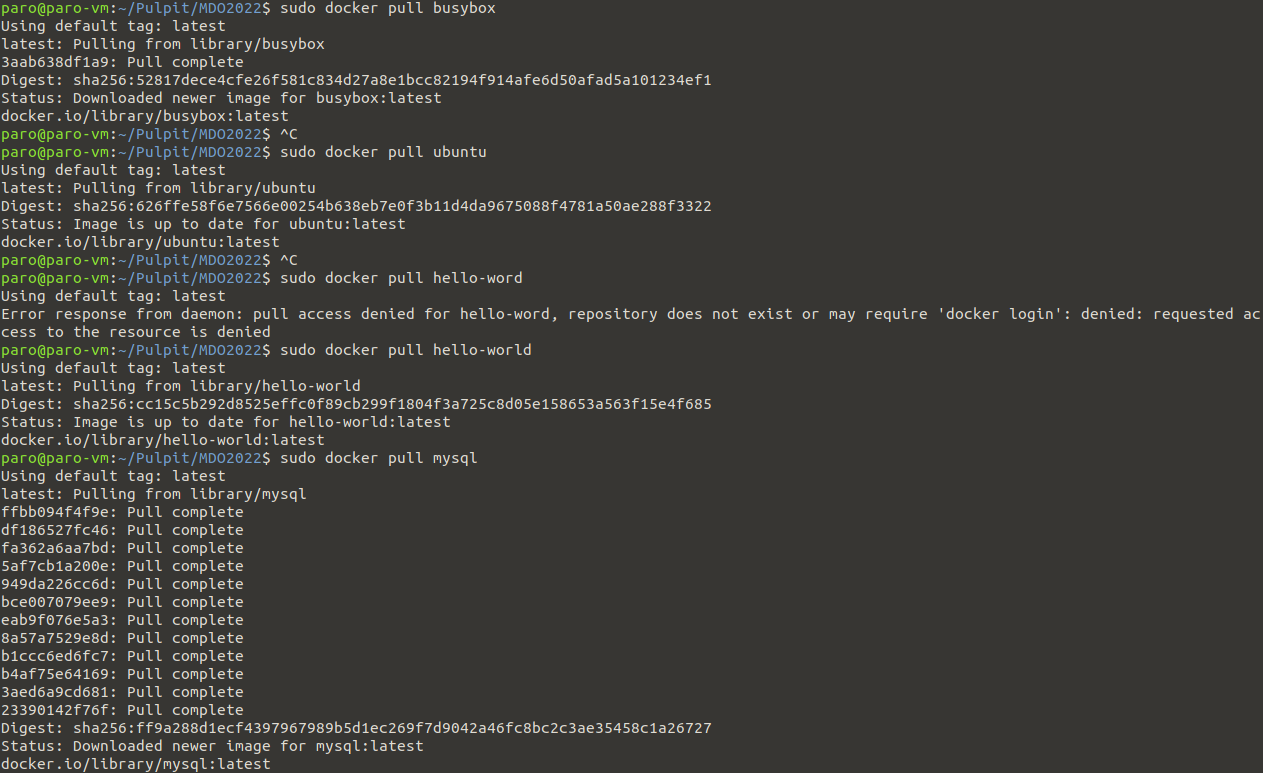 paro@paro-vm:~/Pulpit/MDO2022$ sudo docker pull busybox
Using default tag: latest
latest: Pulling from library/busybox
3aab638df1a9: Pull complete
Digest: sha256:52817dece4cfe26f581c834d27a8e1bcc82194f914afe6d50afad5a101234ef1
Status: Downloaded newer image for busybox:latest
docker.io/library/busybox:latest
paro@paro-vm:~/Pulpit/MDO2022$ ^C
paro@paro-vm:~/Pulpit/MDO2022$ sudo docker pull ubuntu
Using default tag: latest
latest: Pulling from library/ubuntu
Digest: sha256:626ffe58f6e7566e00254b638eb7e0f3b11d4da9675088f4781a50ae288f3322
Status: Image is up to date for ubuntu:latest
docker.io/library/ubuntu:latest
paro@paro-vm:~/Pulpit/MDO2022$ ^C
paro@paro-vm:~/Pulpit/MDO2022$ sudo docker pull hello-word
Using default tag: latest
Error response from daemon: pull access denied for hello-word, repository does not exist or may require 'docker login': denied: requested ac
cess to the resource is denied
paro@paro-vm:~/Pulpit/MDO2022$ sudo docker pull hello-world
Using default tag: latest
latest: Pulling from library/hello-world
Digest: sha256:cc15c5b292d8525effc0f89cb299f1804f3a725c8d05e158653a563f15e4f685
Status: Image is up to date for hello-world:latest
docker.io/library/hello-world:latest
paro@paro-vm:~/Pulpit/MDO2022$ sudo docker pull mysql
Using default tag: latest
latest: Pulling from library/mysql
ffbb094f4f9e: Pull complete
df186527fc46: Pull complete
fa362a6aa7bd: Pull complete
5af7cb1a200e: Pull complete
949da226cc6d: Pull complete
bce007079ee9: Pull complete
eab9f076e5a3: Pull complete
8a57a7529e8d: Pull complete
b1ccc6ed6fc7: Pull complete
b4af75e64169: Pull complete
3aed6a9cd681: Pull complete
23390142f76f: Pull complete
Digest: sha256:ff9a288d1ecf4397967989b5d1ec269f7d9042a46fc8bc2c3ae35458c1a26727
Status: Downloaded newer image for mysql:latest
docker.io/library/mysql:latest